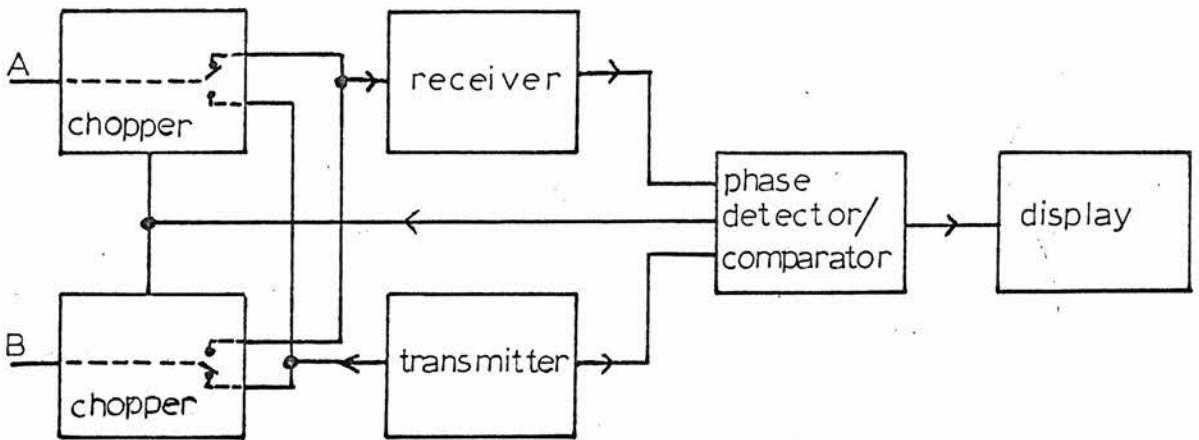 A
chopper
receiver
phase
detector/
comparator
display
B
chopper
transmitter